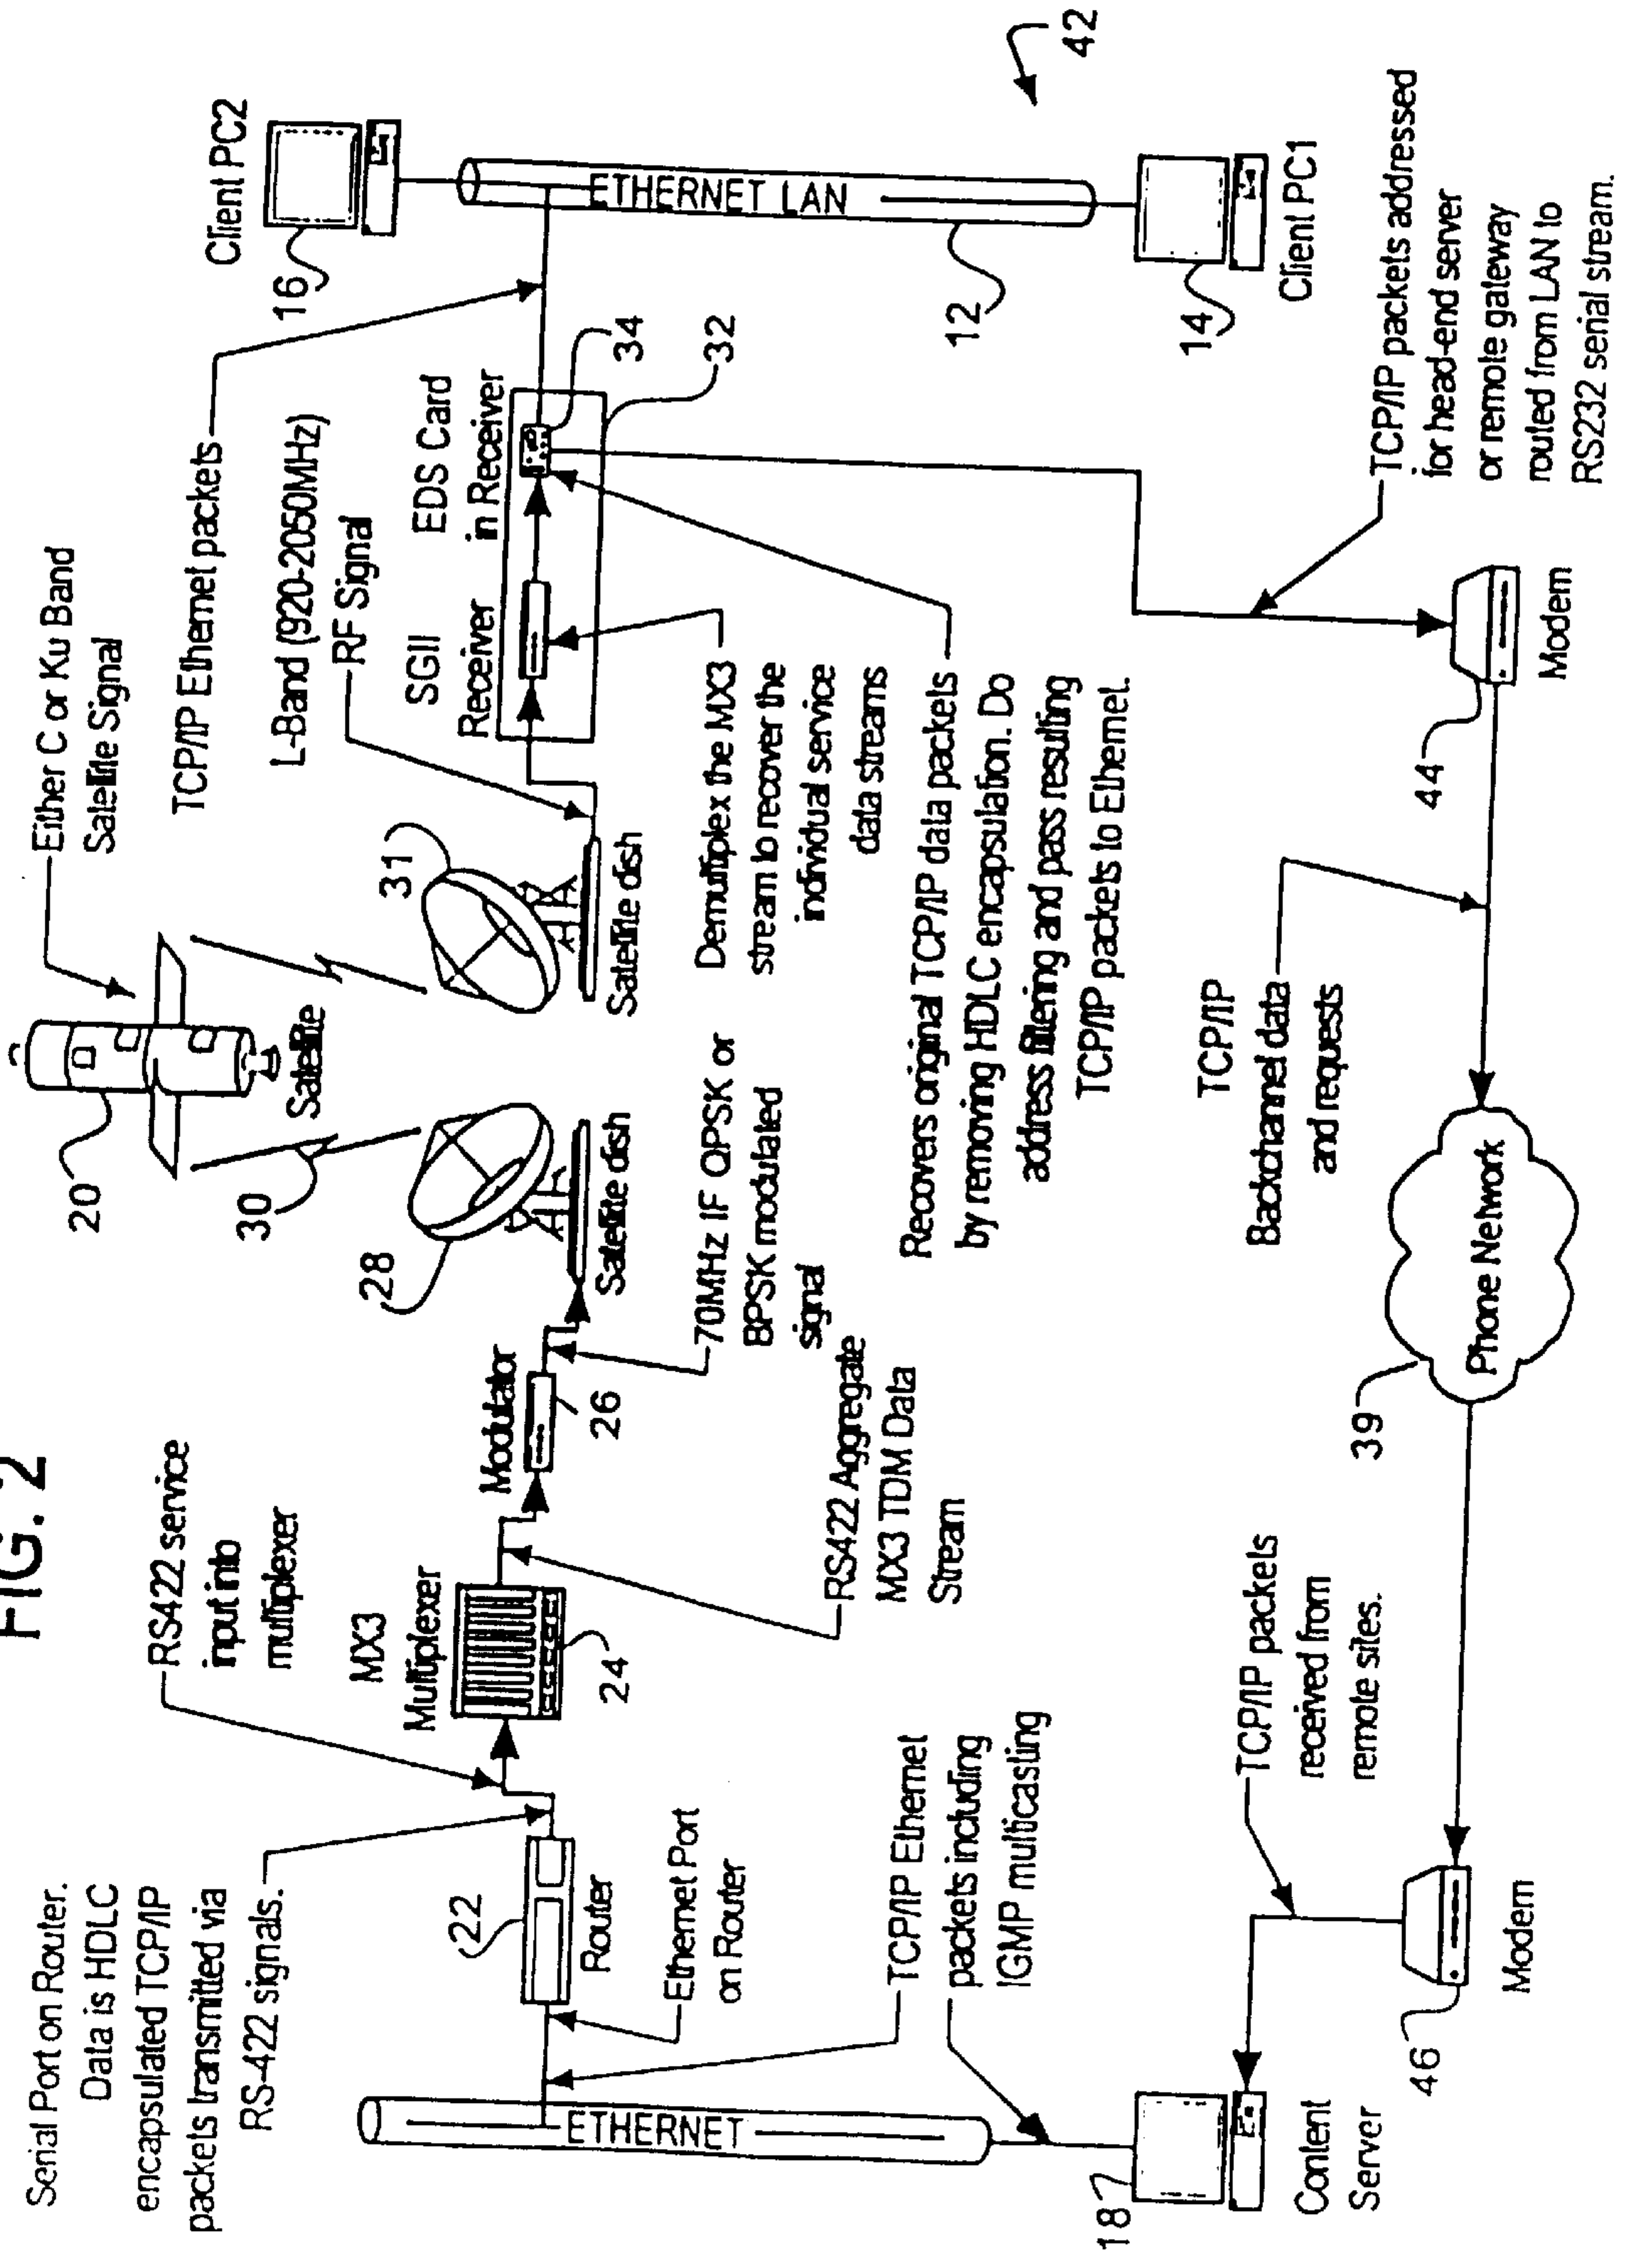 FIG. 2
Serial Port on Router.
Data is HDLC
encapsulated TCP/IP
packets transmitted via
RS-422 signals.
RS422 service
input into
multiplexer
Either C or Ku Band
Satellite Signal
20
Satellite
30
TCP/IP Ethernet packets
L-Band (920-2050MHz)
RF Signal
Client PC2
16
MX3
Multiplexer
24
Modulator
26
28
Satellite dish
31
Satellite dish
SGII
Receiver
EDS Card
in Receiver
34
32
ETHERNET LAN
12
42
22
Router
Ethernet Port
on Router
ETHERNET
70MHz IF QPSK or
BPSK modulated
signal
Demultiplex the MX3
stream to recover the
individual service
data streams
RS422 Aggregate
MX3 TDM Data
Stream
Recovers original TCP/IP data packets
by removing HDLC encapsulation. Do
address filtering and pass resulting
TCP/IP packets to Ethernet.
TCP/IP Ethernet
packets including
IGMP multicasting
14
Client PC1
18
Content
Server
TCP/IP packets
received from
remote sites.
46
Modem
39
Phone Network
TCP/IP
Backchannel data
and requests
44
Modem
TCP/IP packets addressed
for head-end server
or remote gateway
routed from LAN to
RS232 serial stream.